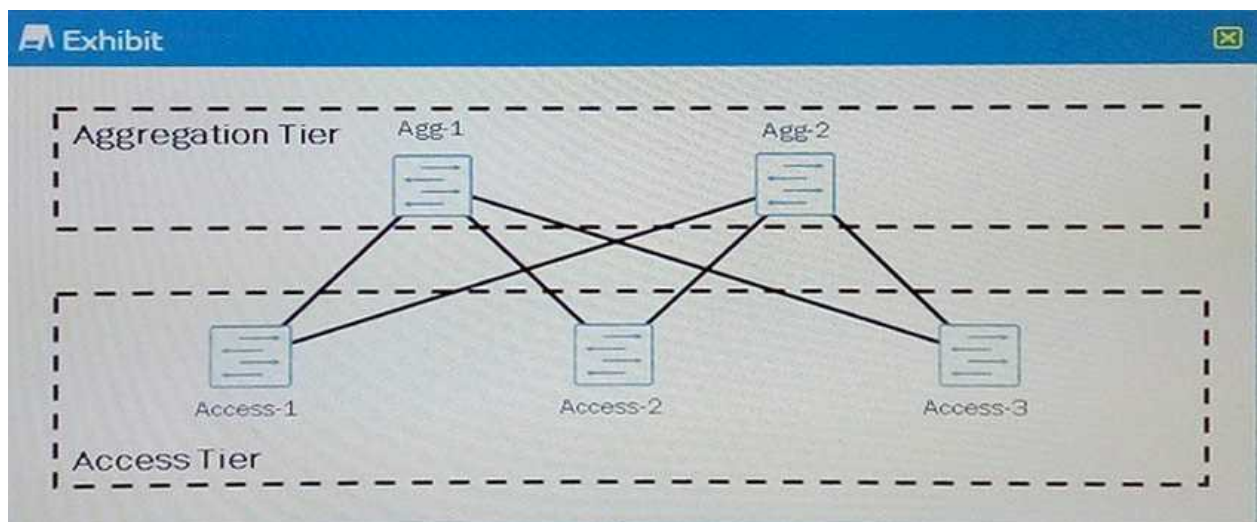 Exhibit
Aggregation Tier
Agg-1
Agg-2
Access-1
Access-2
Access-3
Access Tier